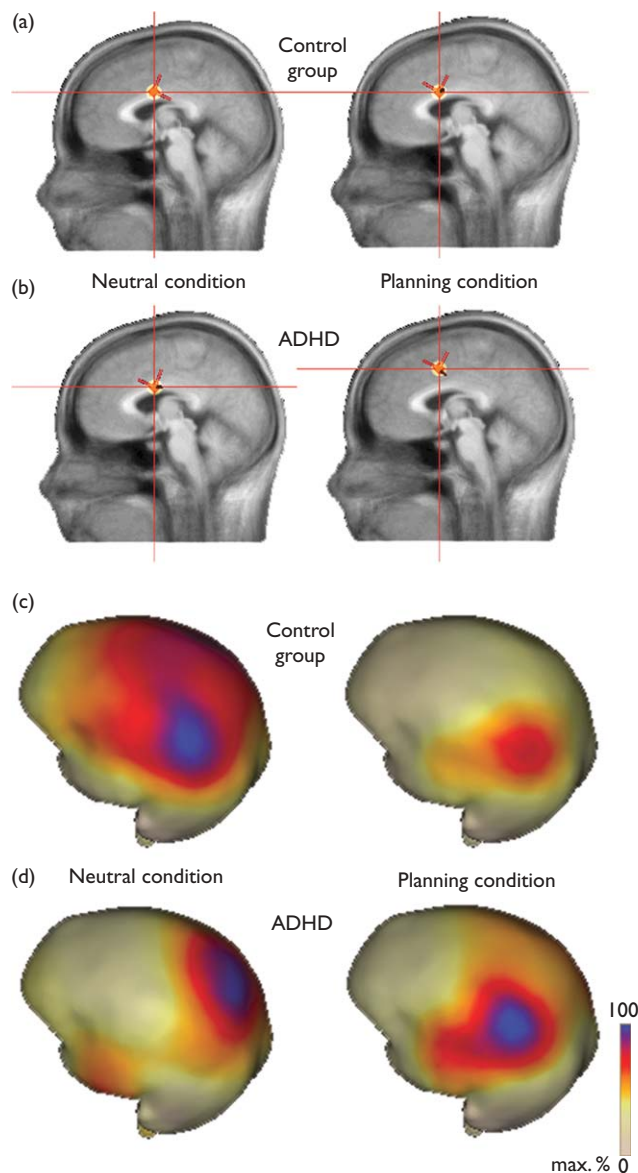 (a)
Control
group
(b)
Neutral condition
Planning condition
ADHD
(c)
Control
group
(d)
Neutral condition
Planning condition
ADHD
100
max. %
0